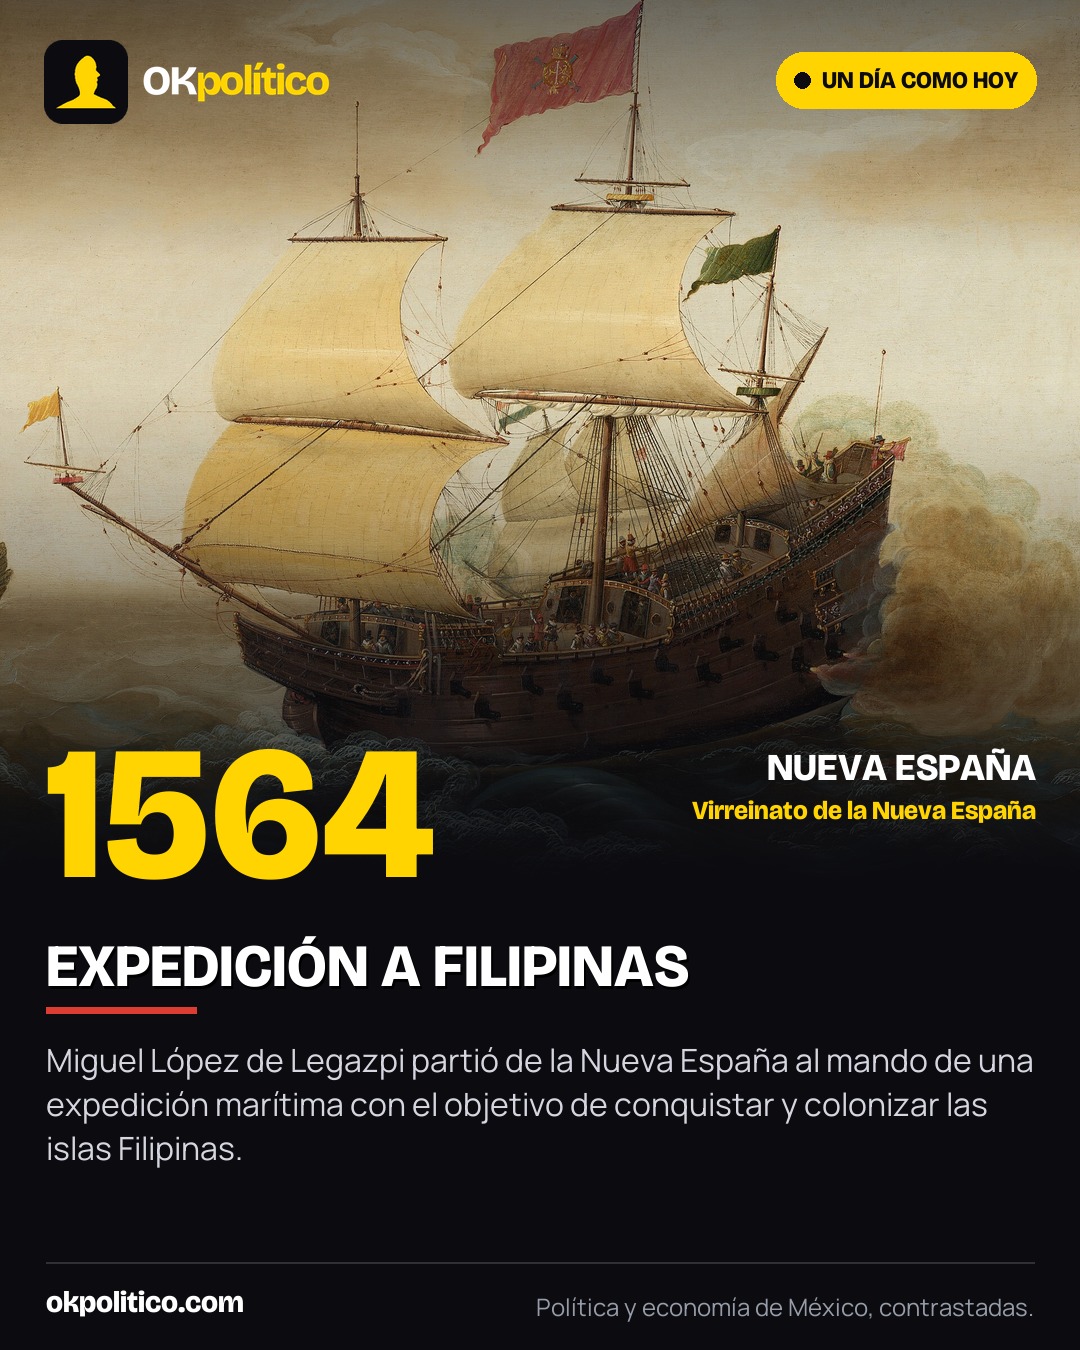 OKpolítico
UN DÍA COMO HOY
1564
NUEVA ESPAÑA
Virreinato de la Nueva España
EXPEDICIÓN A FILIPINAS
Miguel López de Legazpi partió de la Nueva España al mando de una
expedición marítima con el objetivo de conquistar y colonizar las
islas Filipinas.
okpolitico.com
Política y economía de México, contrastadas.